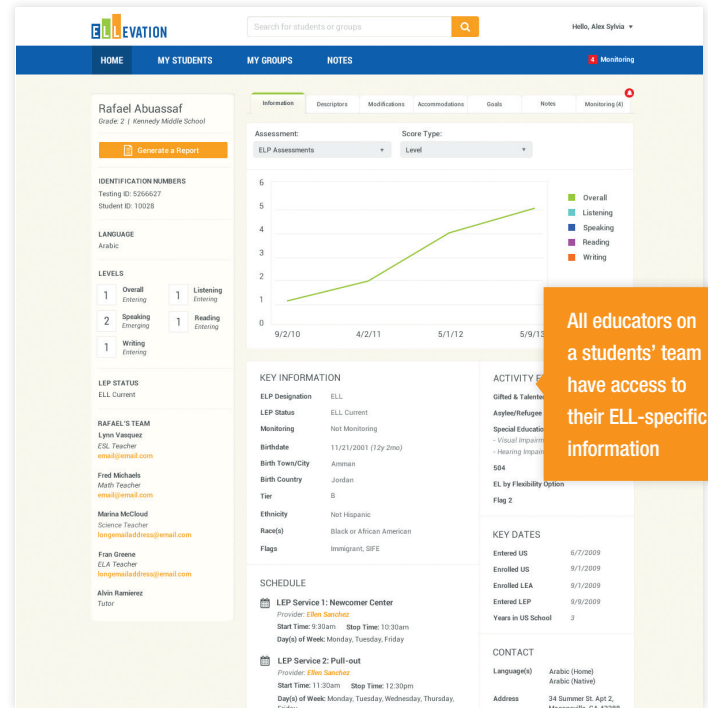 ELLEVATION
Search for students or groups
Hello, Alex Sylvia
HOME
MY STUDENTS
MY GROUPS
NOTES
4 Monitoring
Rafael Abuassaf
Grade: 2 | Kennedy Middle School
Generate a Report
IDENTIFICATION NUMBERS
Testing ID: 5266627
Student ID: 10028
LANGUAGE
Arabic
LEVELS
1 Overall
Entering
1 Listening
Entering
2 Speaking
Emerging
1 Reading
Entering
1 Writing
Entering
LEP STATUS
ELL Current
RAFAEL'S TEAM
Lynn Vasquez
ESL Teacher
email@email.com
Fred Michaels
Math Teacher
email@email.com
Marina McCloud
Science Teacher
longemailaddress@email.com
Fran Greene
ELA Teacher
longemailaddress@email.com
Alvin Ramierez
Tutor
Information
Descriptors
Modifications
Accommodations
Goals
Notes
Monitoring (4)
Assessment:
ELP Assessments
Score Type:
Level
6
5
4
3
2
1
0
9/2/10
4/2/11
5/1/12
5/9/13
Overall
Listening
Speaking
Reading
Writing
All educators on
a students' team
have access to
their ELL-specific
information
KEY INFORMATION
ELP Designation ELL
LEP Status ELL Current
Monitoring Not Monitoring
Birthdate 11/21/2001 (12y 2mo)
Birth Town/City Amman
Birth Country Jordan
Tier B
Ethnicity Not Hispanic
Race(s) Black or African American
Flags Immigrant, SIFE
SCHEDULE
LEP Service 1: Newcomer Center
Provider: Ellen Sanchez
Start Time: 9:30am Stop Time: 10:30am
Day(s) of Week: Monday, Tuesday, Friday
LEP Service 2: Pull-out
Provider: Ellen Sanchez
Start Time: 11:30am Stop Time: 12:30pm
Day(s) of Week: Monday, Tuesday, Wednesday, Thursday,
ACTIVITY
Gifted &
Asylee/Refugee
Special
- Visual
- Hearing
504
EL by Flexibility Option
Flag 2
KEY DATES
Entered US 6/7/2009
Enrolled US 9/1/2009
Enrolled LEA 9/1/2009
Entered LEP 9/9/2009
Years in US School 3
CONTACT
Language(s) Arabic (Home)
Arabic (Native)
Address 34 Summer St. Apt 2,